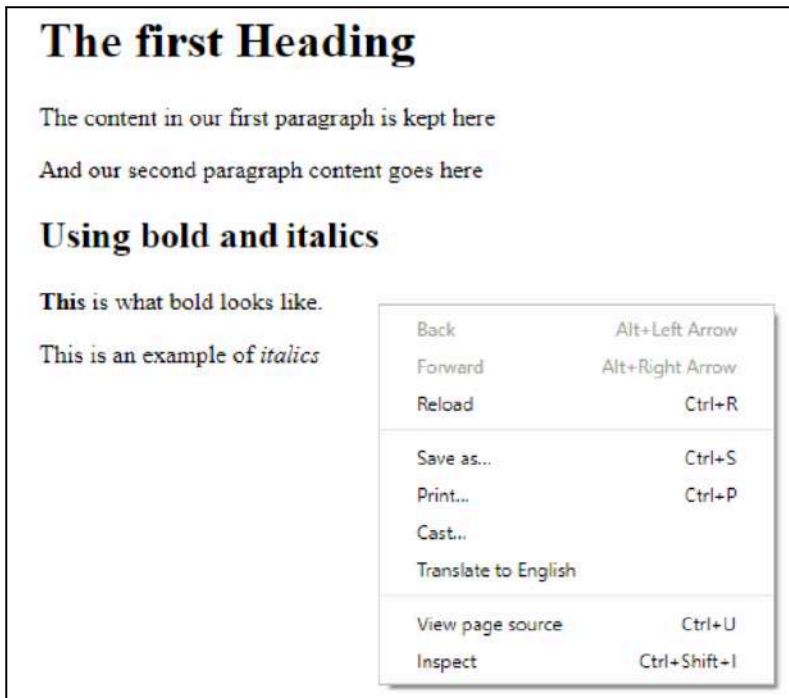 The first Heading
The content in our first paragraph is kept here
And our second paragraph content goes here
Using bold and italics
This is what bold looks like.
This is an example of italics
Back Alt+Left Arrow
Forward Alt+Right Arrow
Reload Ctrl+R
Save as... Ctrl+S
Print... Ctrl+P
Cast...
Translate to English
View page source Ctrl+U
Inspect Ctrl+Shift+I